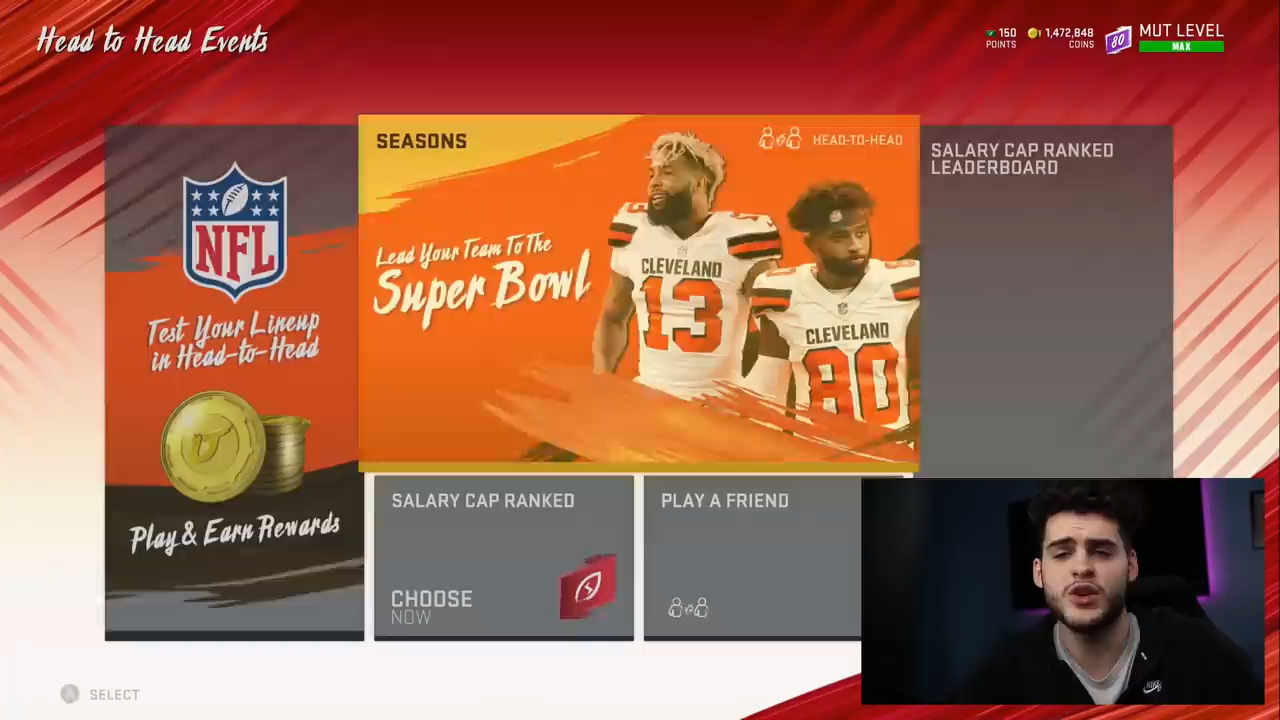 Head to Head Events
150
POINTS
1,472,848
COINS
80
MUT LEVEL
MAX
NFL
Test Your Lineup
in Head-to-Head
Play & Earn Rewards
SEASONS
HEAD-TO-HEAD
Lead Your Team To The
Super Bowl
CLEVELAND
13
CLEVELAND
80
SALARY CAP RANKED
LEADERBOARD
SALARY CAP RANKED
CHOOSE
NOW
PLAY A FRIEND
A SELECT
NIKE